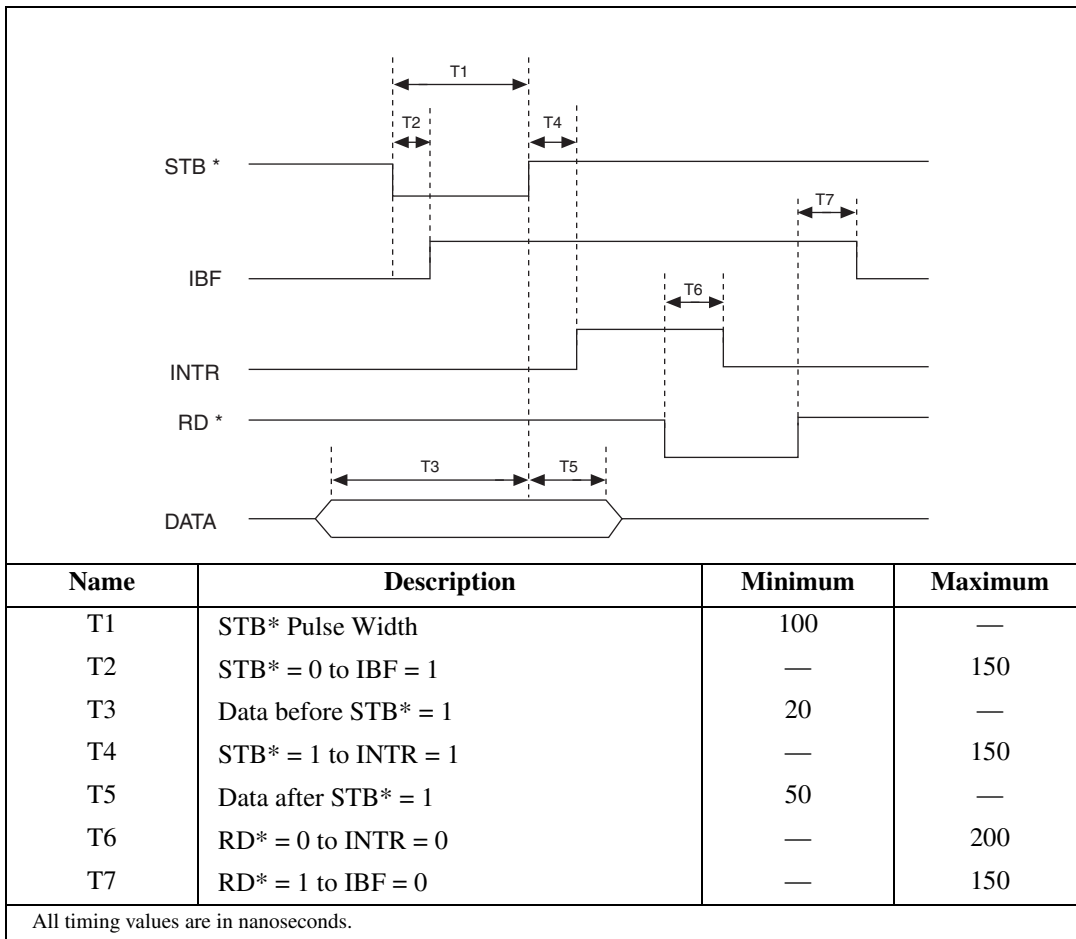 T1
T2 T4
STB *
T7
IBF
T6
INTR
RD *
T3 T5
DATA
Name Description Minimum Maximum
T1 STB* Pulse Width 100 —
T2 STB* = 0 to IBF = 1 — 150
T3 Data before STB* = 1 20 —
T4 STB* = 1 to INTR = 1 — 150
T5 Data after STB* = 1 50 —
T6 RD* = 0 to INTR = 0 — 200
T7 RD* = 1 to IBF = 0 — 150
All timing values are in nanoseconds.